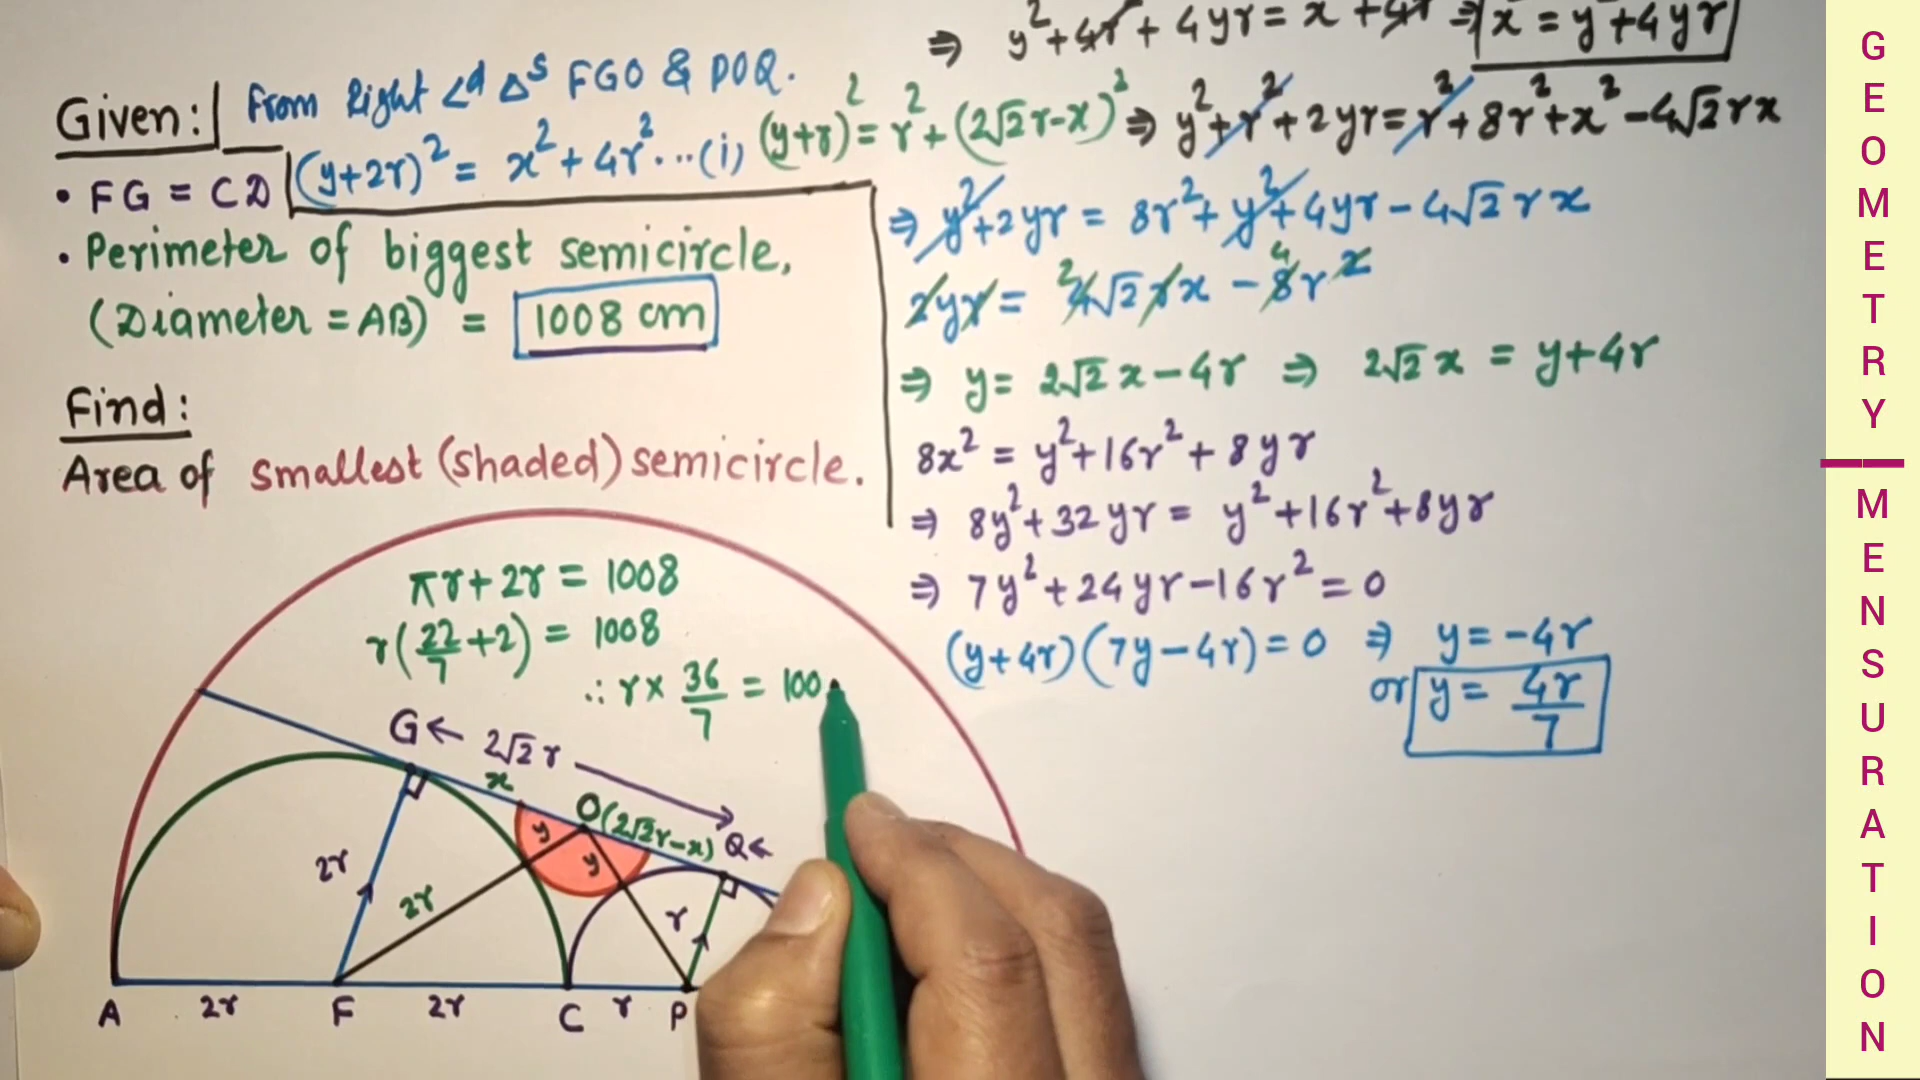 ⇒ y² + 4r² + 4yr = x² + 4r² ⇒ x² = y² + 4yr
Given: From Right ∠d Δs FGO & POQ.
• FG = CD (y+2r)² = x² + 4r² ...(i) (y+r)² = r² + (2√2r-x)² ⇒ y² + r² + 2yr = r² + 8r² + x² - 4√2rx
⇒ y² + 2yr = 8r² + y² + 4yr - 4√2rx
• Perimeter of biggest semicircle,
(Diameter = AB) = 1008 cm
2yr = 2 4√2rx - 4 8r²
⇒ y = 2√2x - 4r ⇒ 2√2x = y + 4r
Find:
Area of smallest (shaded) semicircle.
8x² = y² + 16r² + 8yr
⇒ 8y² + 32yr = y² + 16r² + 8yr
⇒ 7y² + 24yr - 16r² = 0
(y+4r)(7y-4r) = 0 ⇒ y = -4r
or y = 4r/7
πr + 2r = 1008
r(22/7 + 2) = 1008
∴ r × 36/7 = 100
G ← 2√2r →
x
O (2√2r-x) Q ←
y y
2r 2r r
A 2r F 2r C r P
GEOMETRY
MENSURATION